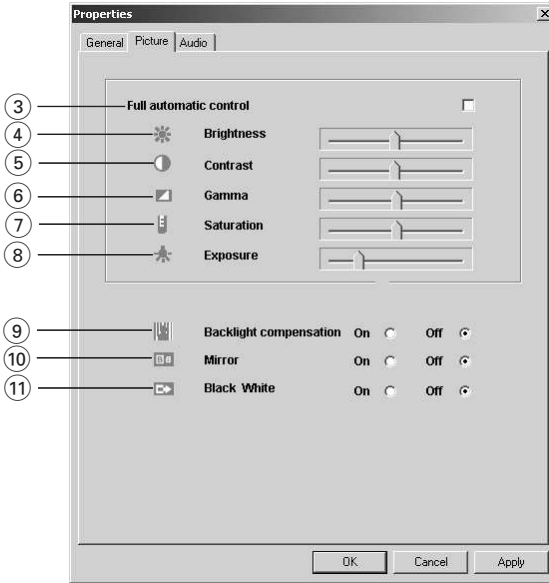 Properties
General Picture Audio
3 Full automatic control
4 Brightness
5 Contrast
6 Gamma
7 Saturation
8 Exposure
9 Backlight compensation On Off
10 Mirror On Off
11 Black White On Off
OK Cancel Apply